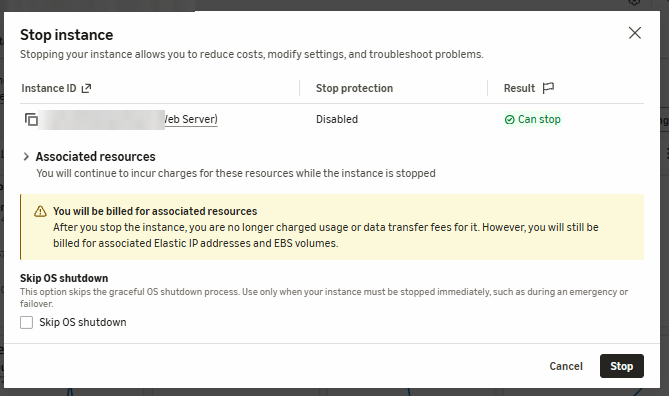 Stop instance
Stopping your instance allows you to reduce costs, modify settings, and troubleshoot problems.
Instance ID Stop protection Result
Web Server) Disabled Can stop
Associated resources
You will continue to incur charges for these resources while the instance is stopped
You will be billed for associated resources
After you stop the instance, you are no longer charged usage or data transfer fees for it. However, you will still be
billed for associated Elastic IP addresses and EBS volumes.
Skip OS shutdown
This option skips the graceful OS shutdown process. Use only when your instance must be stopped immediately, such as during an emergency or
failover.
Skip OS shutdown
Cancel Stop